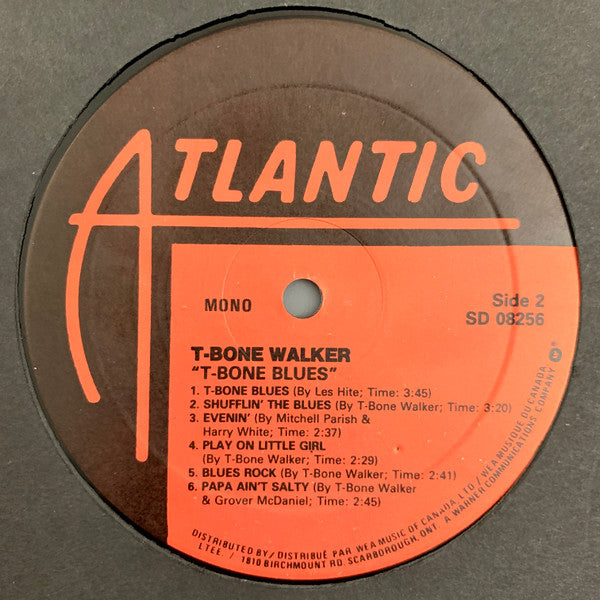 ATLANTIC
MONO
Side 2
SD 08256
T-BONE WALKER
"T-BONE BLUES"
1. T-BONE BLUES (By Les Hite; Time: 3:45)
2. SHUFFLIN' THE BLUES (By T-Bone Walker; Time: 3:20)
3. EVENIN' (By Mitchell Parish &
Harry White; Time: 2:37)
4. PLAY ON LITTLE GIRL
(By T-Bone Walker; Time: 2:29)
5. BLUES ROCK (By T-Bone Walker; Time: 2:41)
6. PAPA AIN'T SALTY (By T-Bone Walker
& Grover McDaniel; Time: 2:45)
DISTRIBUTED BY/DISTRIBUÉ PAR WEA MUSIC OF CANADA, LTD/WEA MUSIQUE DU CANADA,
LTEE / 1810 BIRCHMOUNT RD. SCARBOROUGH, ONT. A WARNER COMMUNICATIONS COMPANY